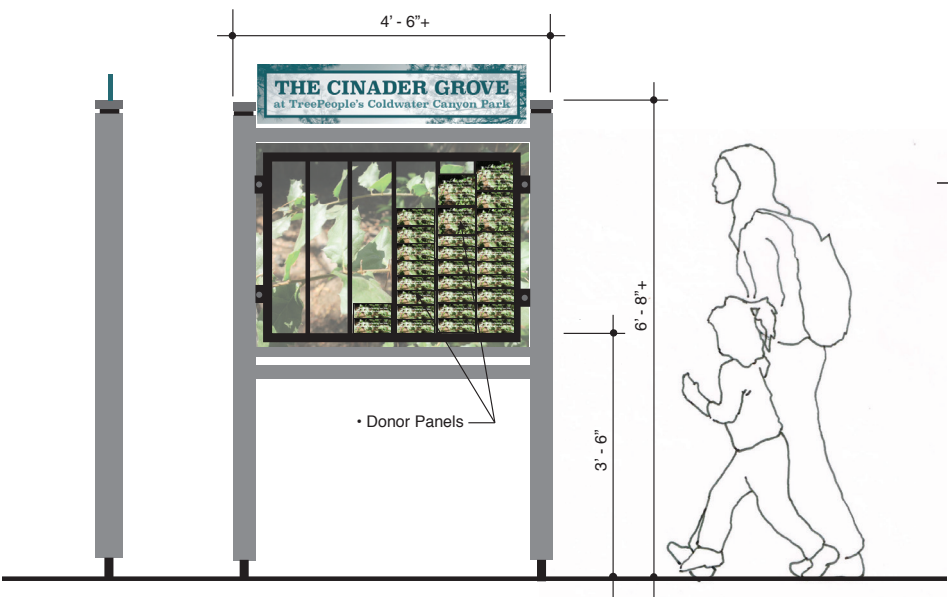 4' - 6"+
THE CINADER GROVE
at TreePeople's Coldwater Canyon Park
6' - 8"+
3' - 6"
• Donor Panels